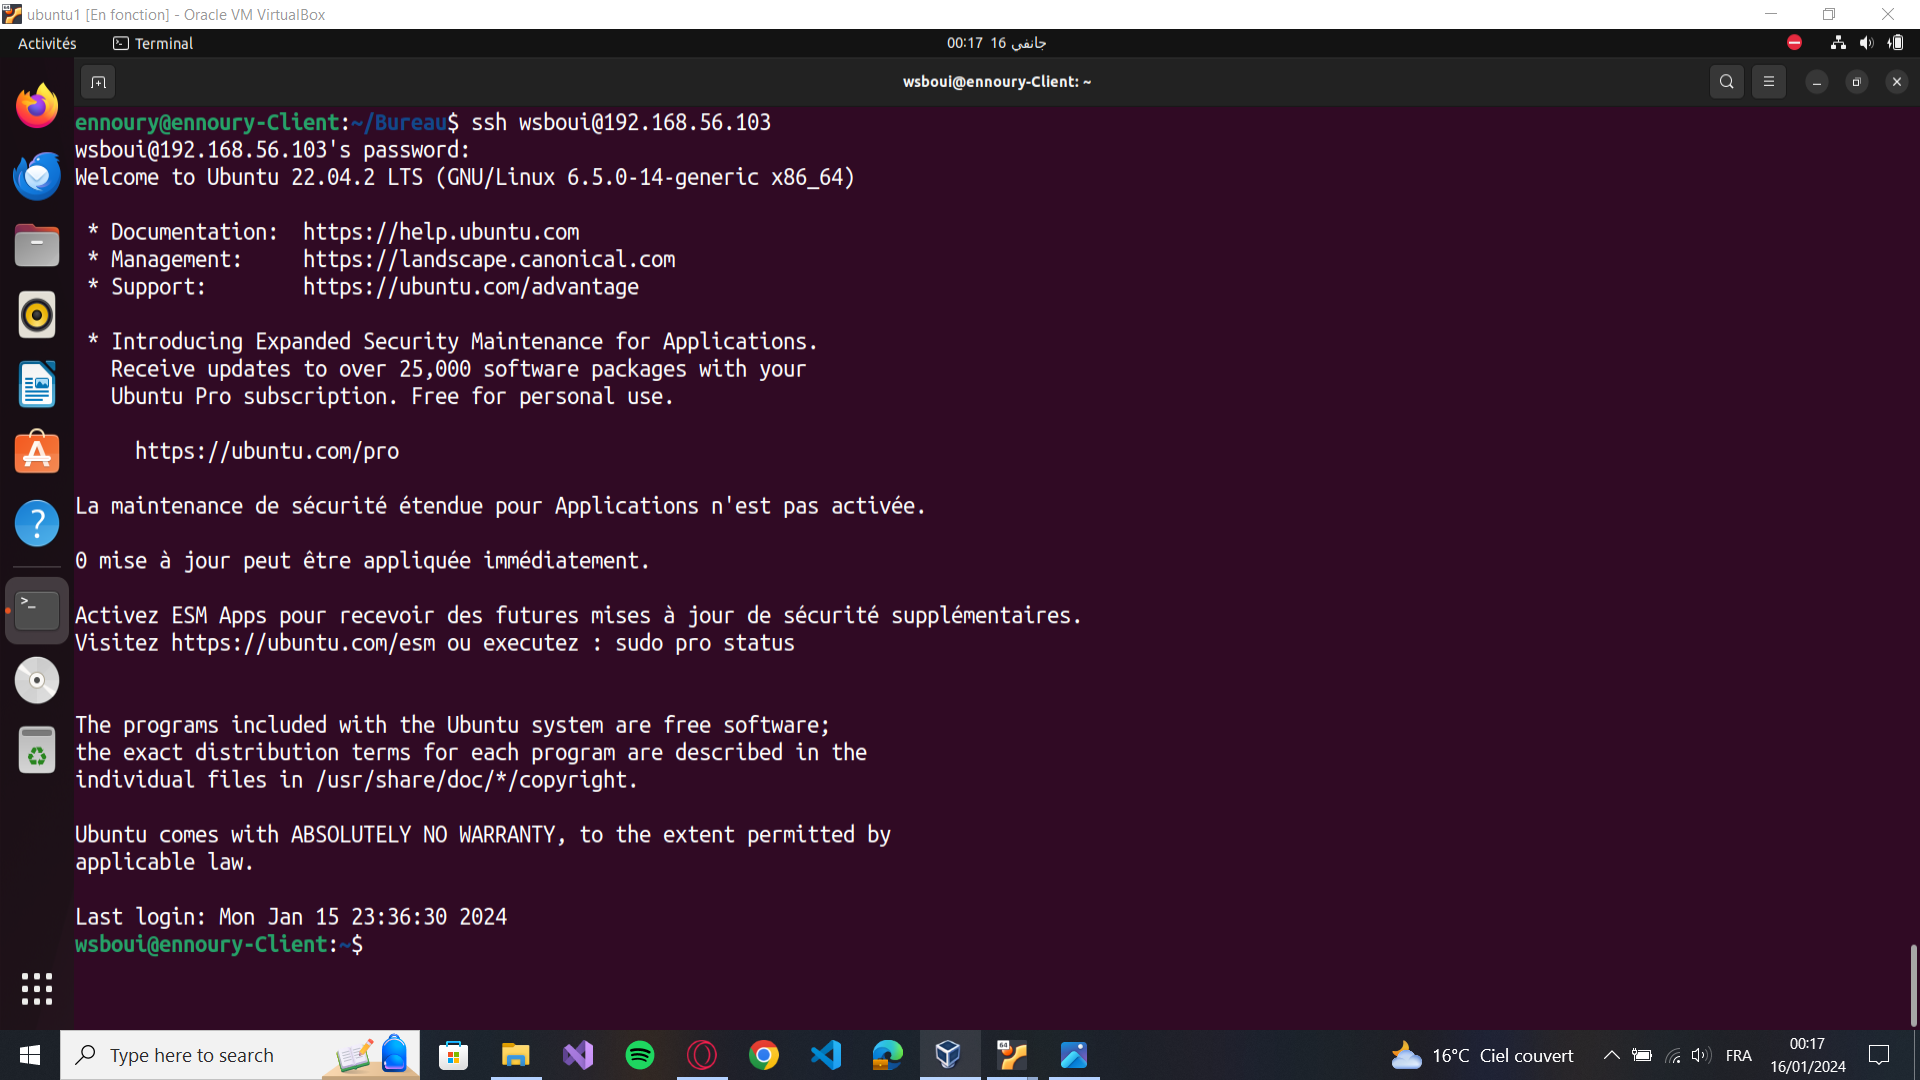 ubuntu1 [En fonction] - Oracle VM VirtualBox
Activités
Terminal
00:17 16 جانفي
wsboui@ennoury-Client: ~
ennoury@ennoury-Client:~/Bureau$ ssh wsboui@192.168.56.103
wsboui@192.168.56.103's password:
Welcome to Ubuntu 22.04.2 LTS (GNU/Linux 6.5.0-14-generic x86_64)
* Documentation:  https://help.ubuntu.com
* Management:     https://landscape.canonical.com
* Support:        https://ubuntu.com/advantage
* Introducing Expanded Security Maintenance for Applications.
Receive updates to over 25,000 software packages with your
Ubuntu Pro subscription. Free for personal use.
https://ubuntu.com/pro
La maintenance de sécurité étendue pour Applications n'est pas activée.
0 mise à jour peut être appliquée immédiatement.
Activez ESM Apps pour recevoir des futures mises à jour de sécurité supplémentaires.
Visitez https://ubuntu.com/esm ou executez : sudo pro status
The programs included with the Ubuntu system are free software;
the exact distribution terms for each program are described in the
individual files in /usr/share/doc/*/copyright.
Ubuntu comes with ABSOLUTELY NO WARRANTY, to the extent permitted by
applicable law.
Last login: Mon Jan 15 23:36:30 2024
wsboui@ennoury-Client:~$
Type here to search
64
16°C Ciel couvert
FRA
00:17
16/01/2024